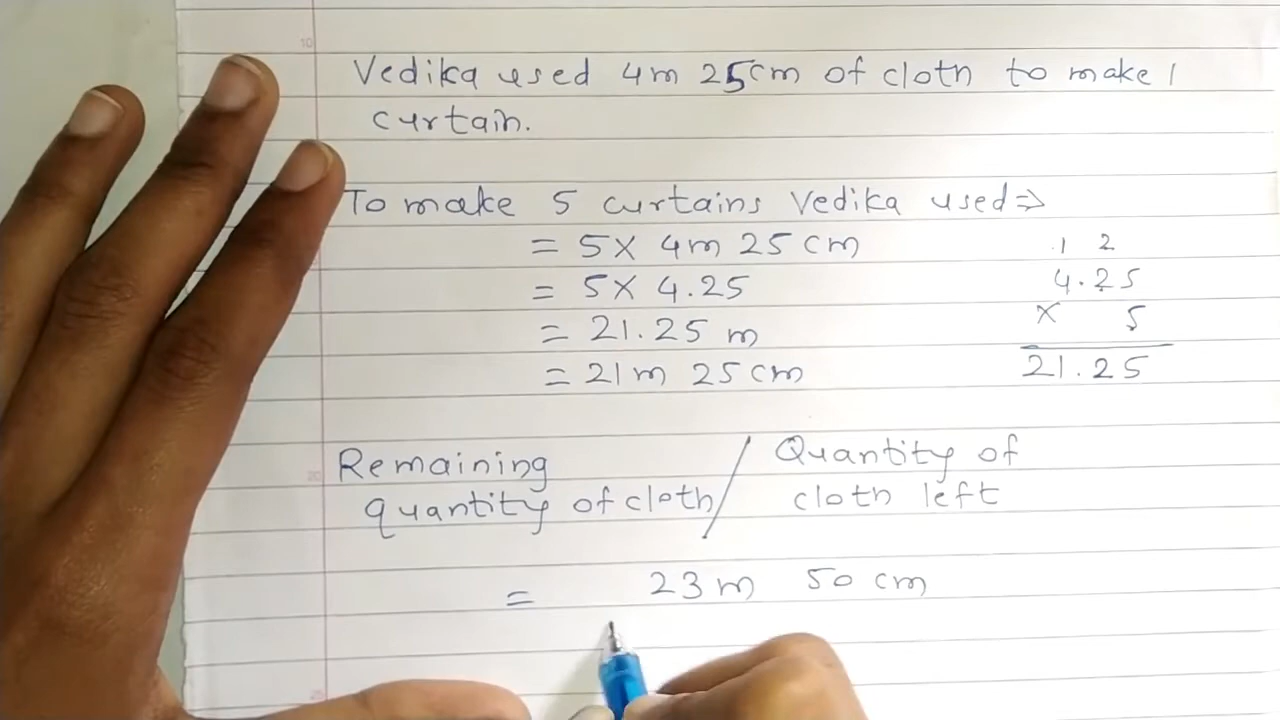 Vedika used 4m 25cm of cloth to make 1
curtain.
To make 5 curtains Vedika used ⇒
= 5 × 4m 25 cm
= 5 × 4.25
= 21.25 m
= 21m 25 cm
1 2
4.25
× 5
21.25
Remaining
quantity of cloth /
Quantity of
cloth left
= 23 m 50 cm